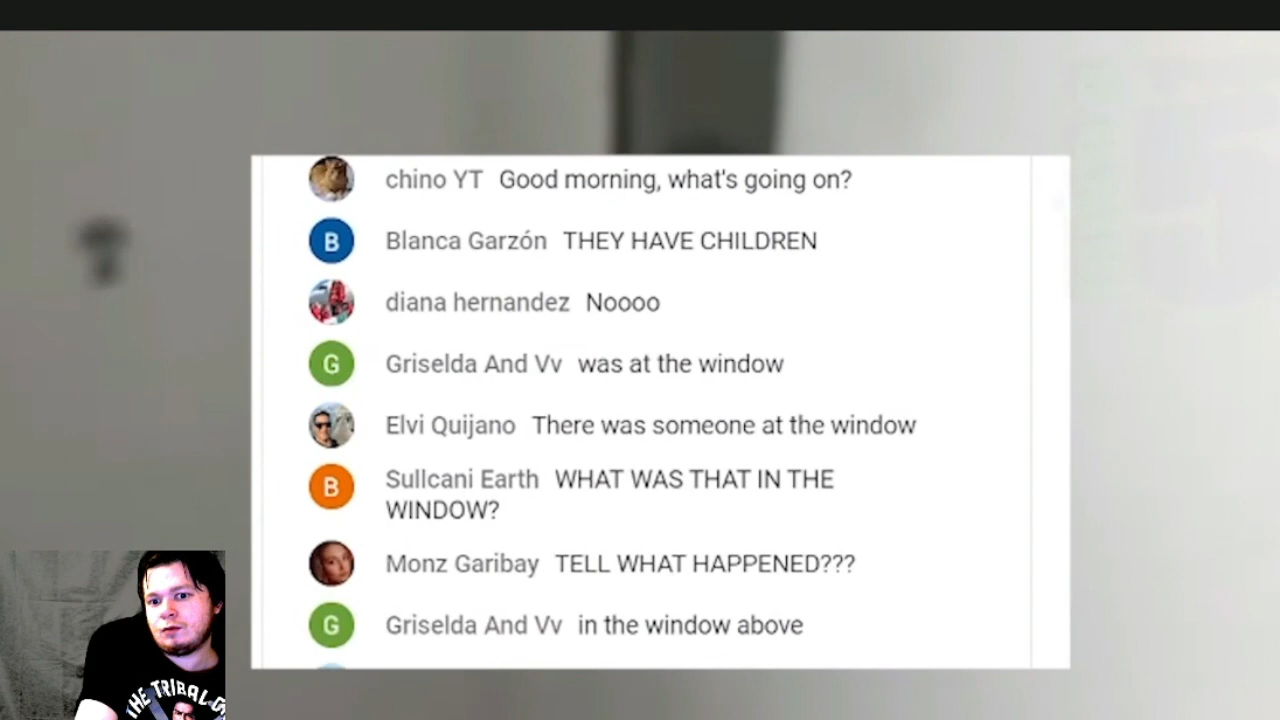 chino YT Good morning, what's going on?
B Blanca Garzón THEY HAVE CHILDREN
diana hernandez Noooo
G Griselda And Vv was at the window
Elvi Quijano There was someone at the window
B Sullcani Earth WHAT WAS THAT IN THE
WINDOW?
Monz Garibay TELL WHAT HAPPENED???
G Griselda And Vv in the window above
THE TRIBAL